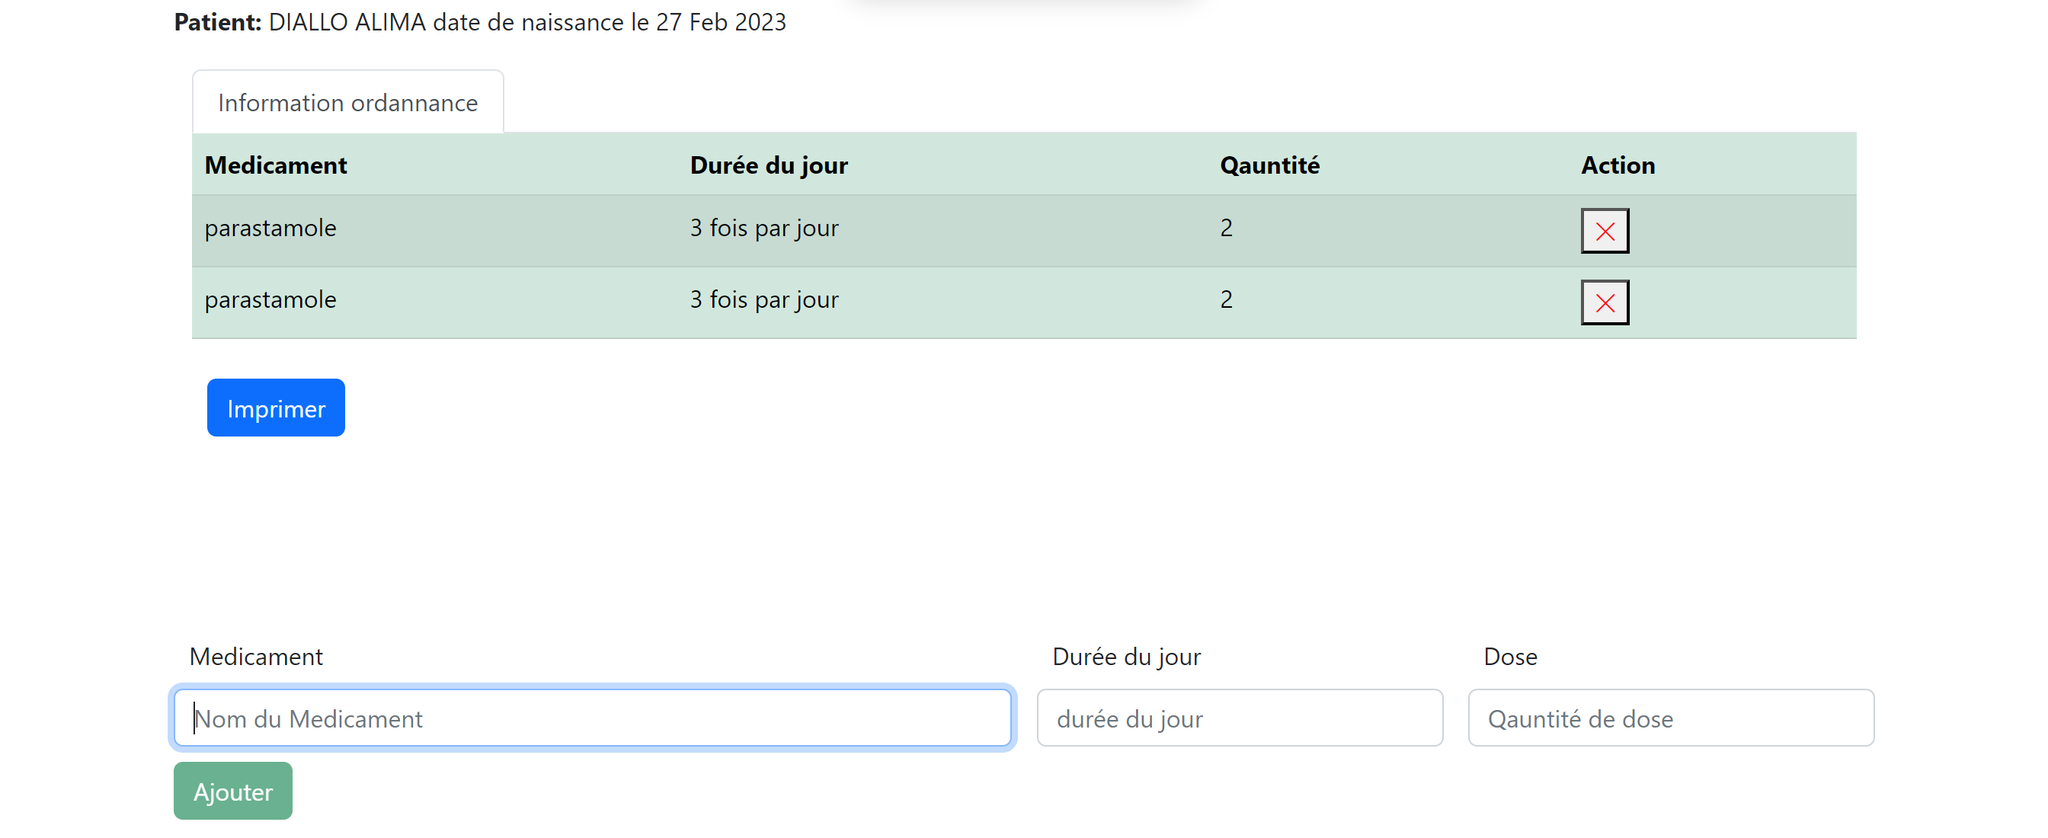 Patient: DIALLO ALIMA date de naissance le 27 Feb 2023
Information ordannance
Medicament Durée du jour Qauntité Action
parastamole 3 fois par jour 2
parastamole 3 fois par jour 2
Imprimer
Medicament Durée du jour Dose
Nom du Medicament durée du jour Qauntité de dose
Ajouter